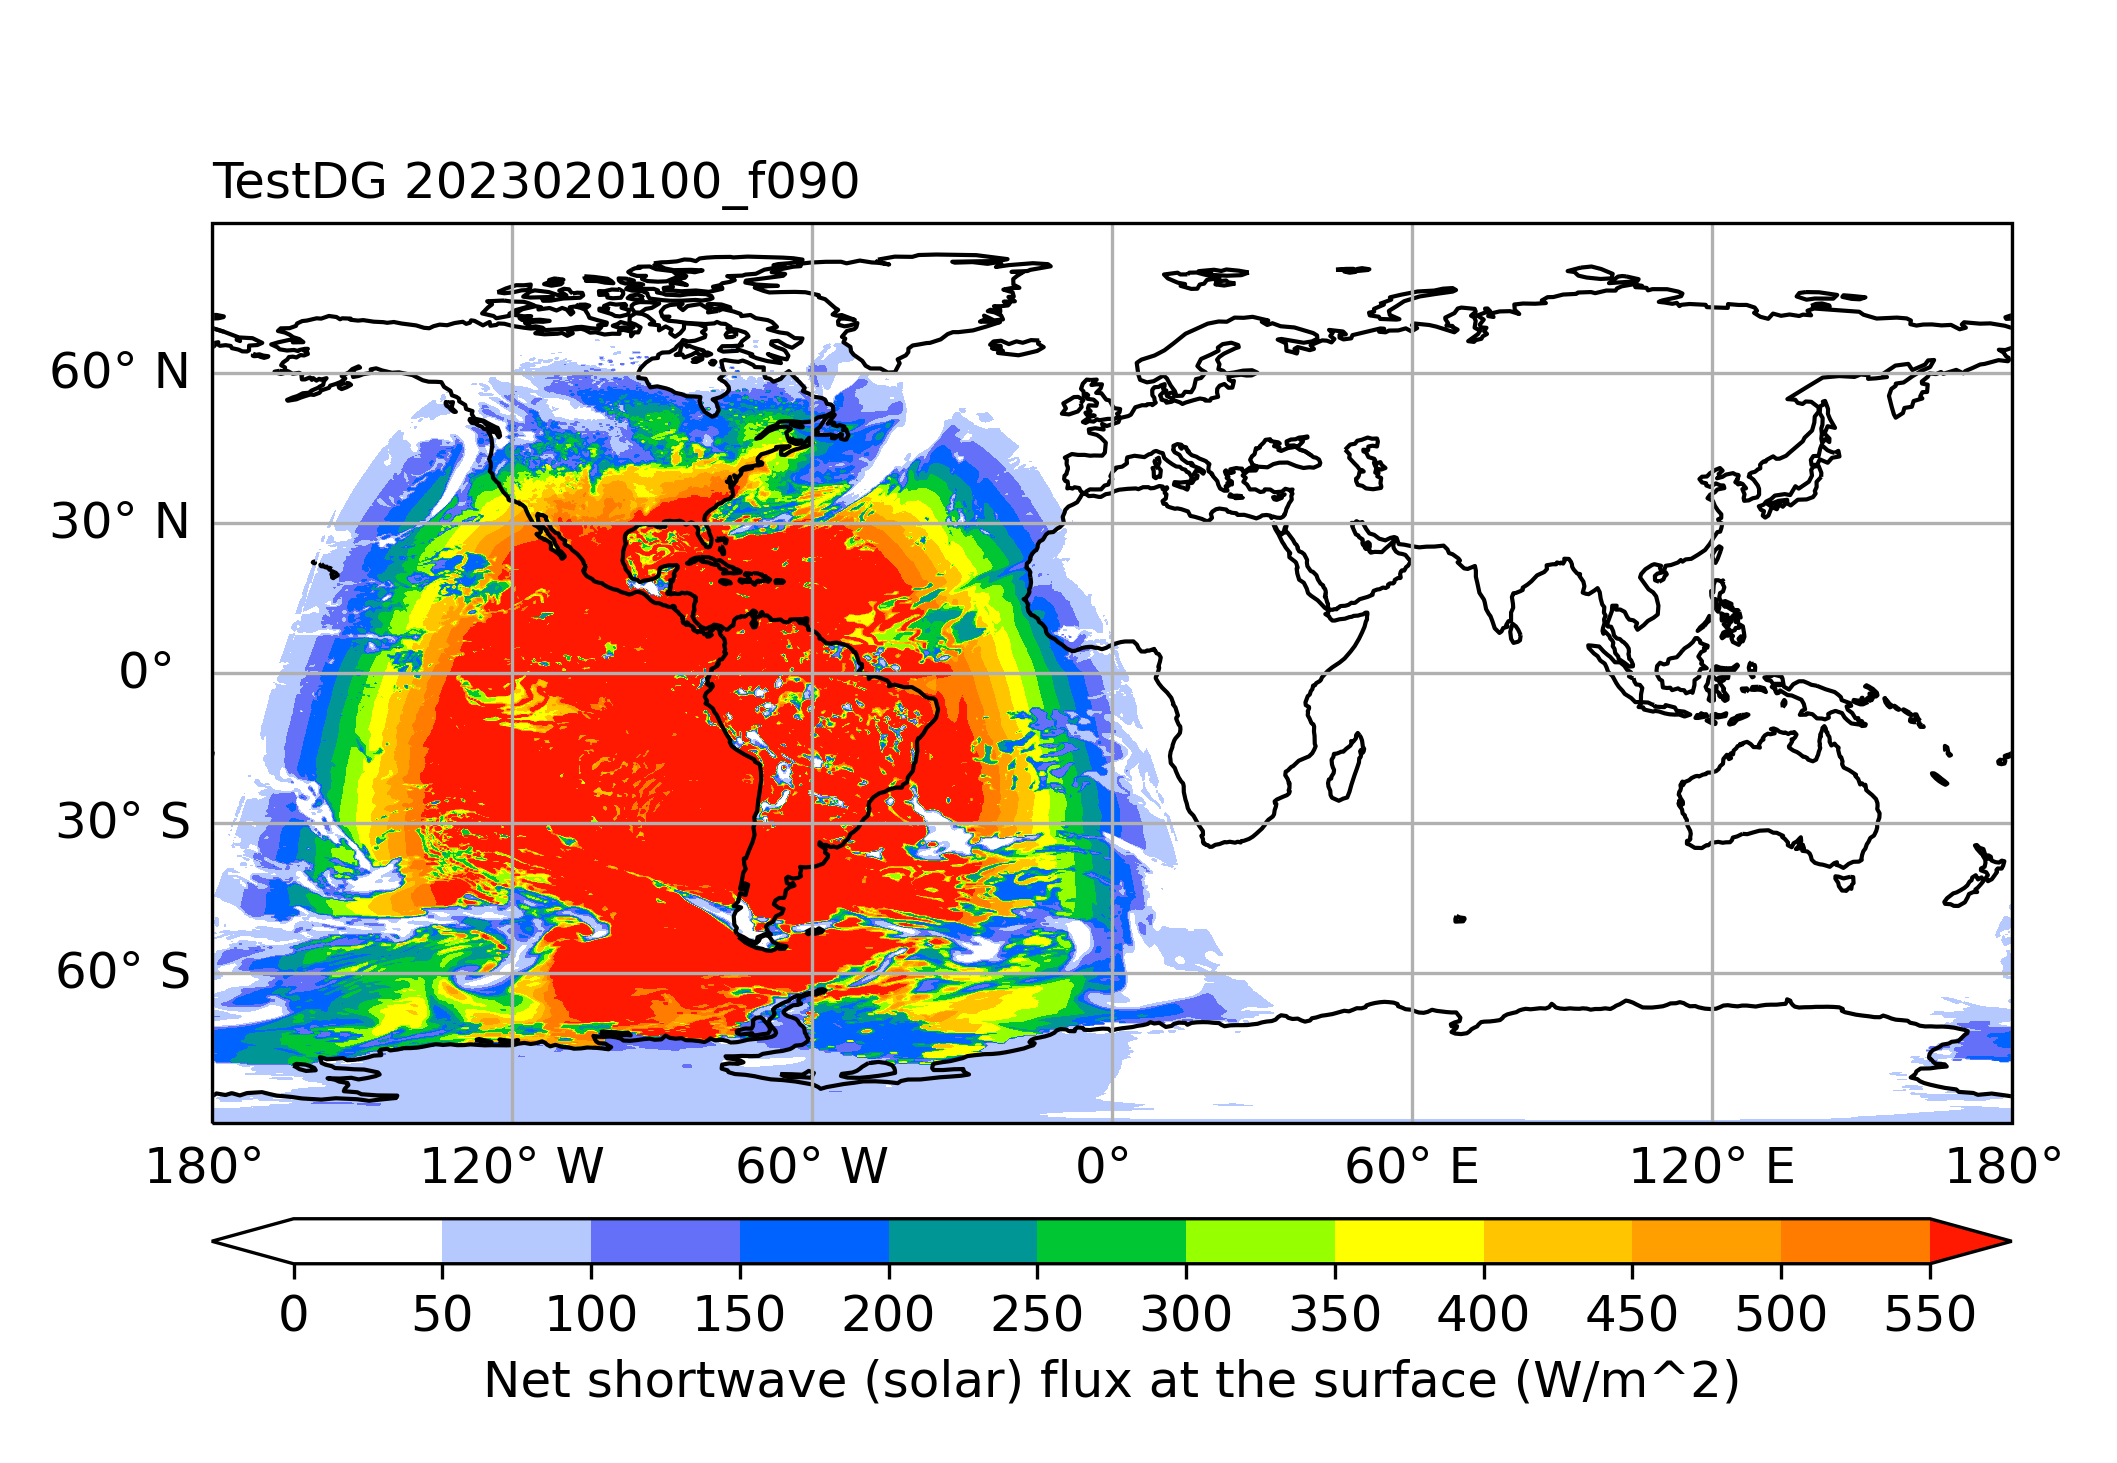 TestDG 2023020100_f090
60° N
30° N
0°
30° S
60° S
180° 120° W 60° W 0° 60° E 120° E 180°
0 50 100 150 200 250 300 350 400 450 500 550
Net shortwave (solar) flux at the surface (W/m^2)